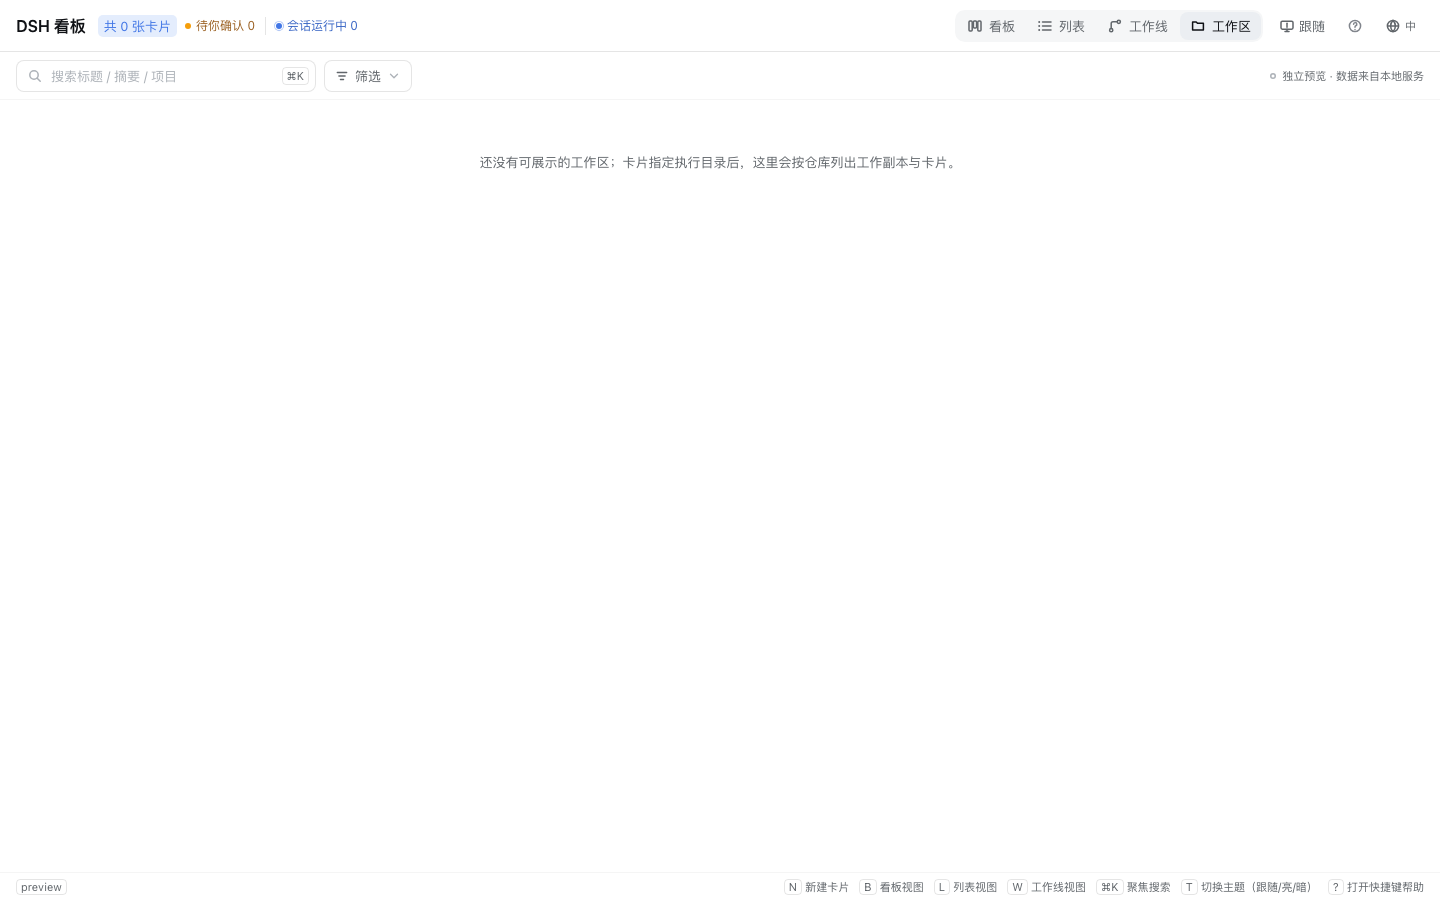 DSH 看板 共 0 张卡片 待你确认 0 会话运行中 0 看板 列表 工作线 工作区 跟随 中
搜索标题 / 摘要 / 项目 ⌘K 筛选 独立预览 · 数据来自本地服务
还没有可展示的工作区；卡片指定执行目录后，这里会按仓库列出工作副本与卡片。
preview N 新建卡片 B 看板视图 L 列表视图 W 工作线视图 ⌘K 聚焦搜索 T 切换主题（跟随/亮/暗） ? 打开快捷键帮助